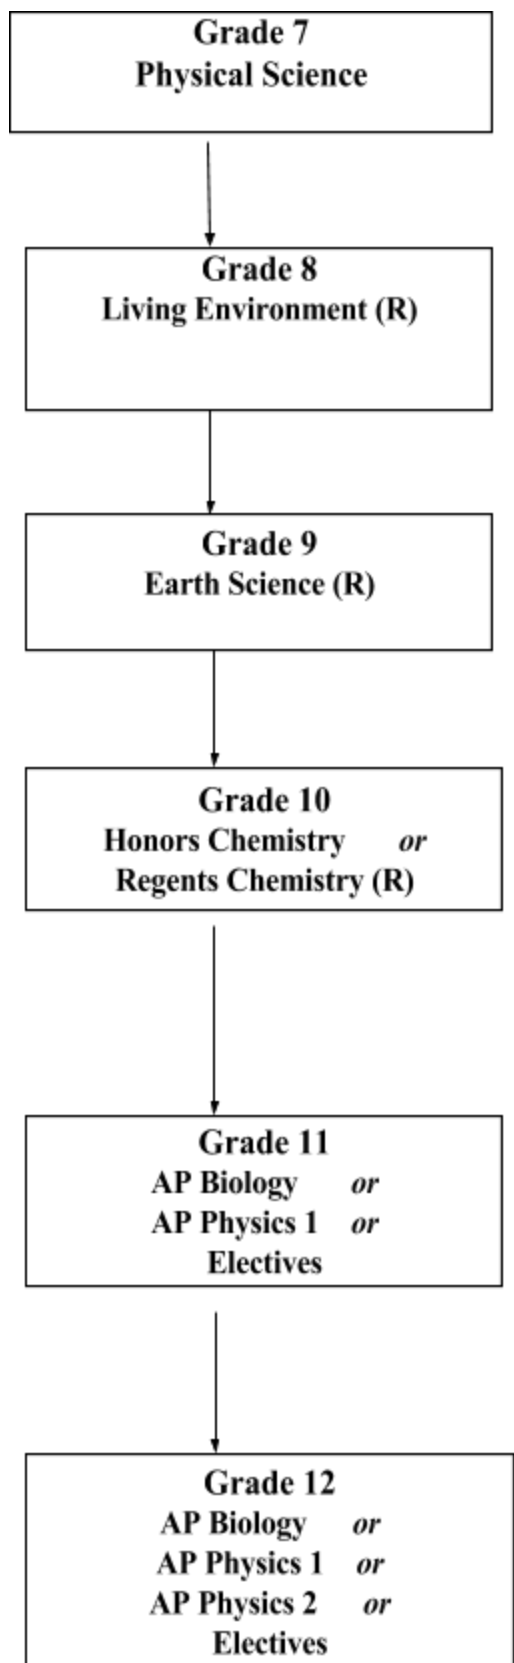 Grade 7
Physical Science
Grade 8
Living Environment (R)
Grade 9
Earth Science (R)
Grade 10
Honors Chemistry or
Regents Chemistry (R)
Grade 11
AP Biology or
AP Physics 1 or
Electives
Grade 12
AP Biology or
AP Physics 1 or
AP Physics 2 or
Electives